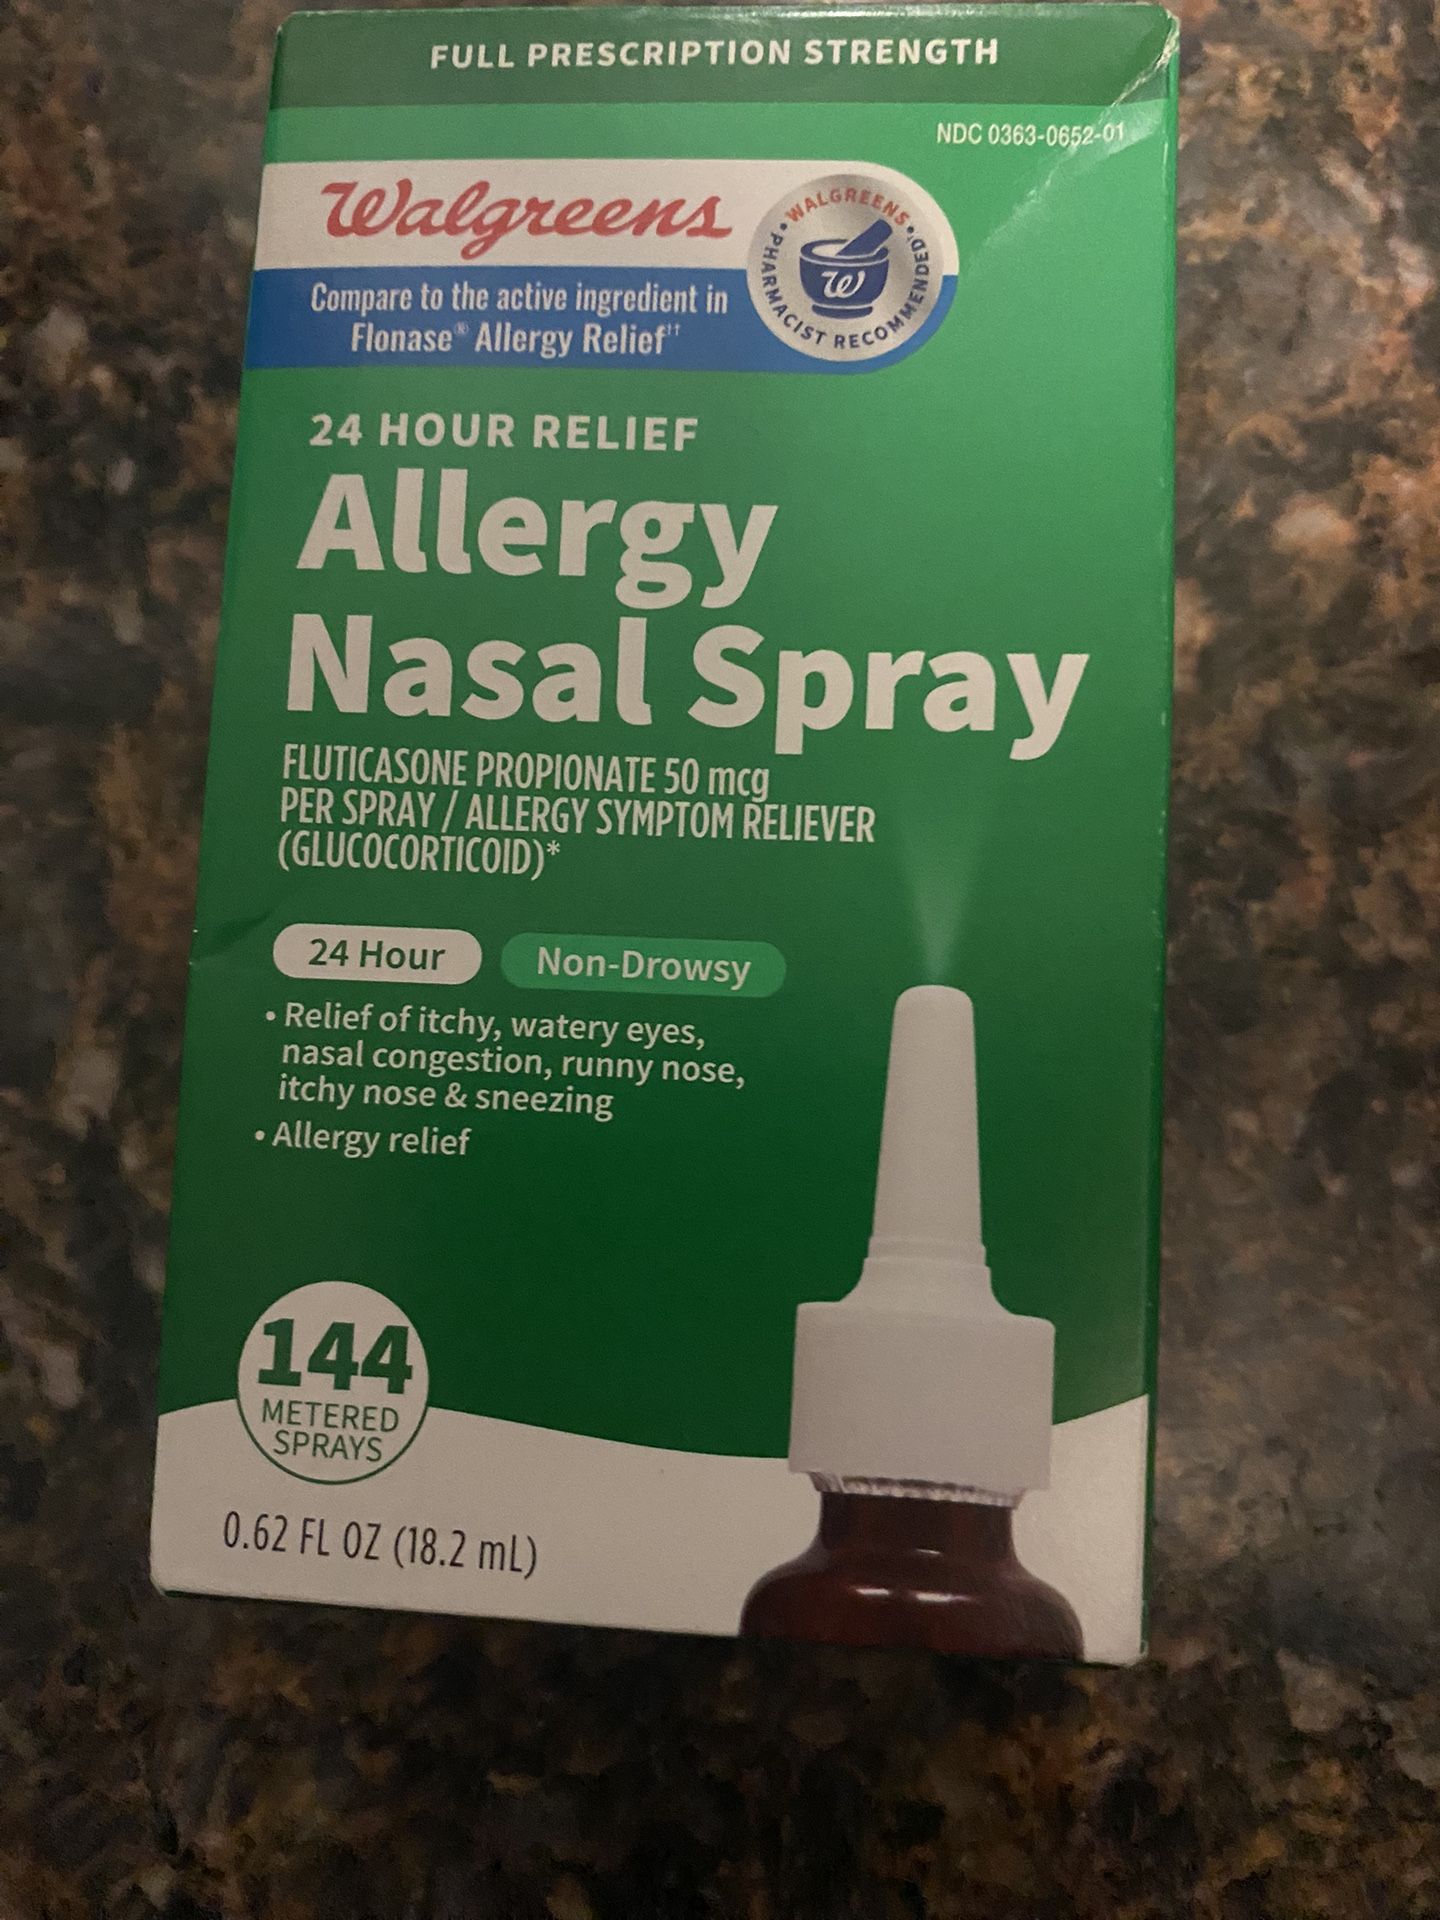 FULL PRESCRIPTION STRENGTH
NDC 0363-0652-01
Walgreens
WALGREENS
PHARMACIST RECOMMENDED†
W
Compare to the active ingredient in
Flonase® Allergy Relief††
24 HOUR RELIEF
Allergy
Nasal Spray
FLUTICASONE PROPIONATE 50 mcg
PER SPRAY / ALLERGY SYMPTOM RELIEVER
(GLUCOCORTICOID)*
24 Hour
Non-Drowsy
• Relief of itchy, watery eyes,
nasal congestion, runny nose,
itchy nose & sneezing
• Allergy relief
144
METERED
SPRAYS
0.62 FL OZ (18.2 mL)